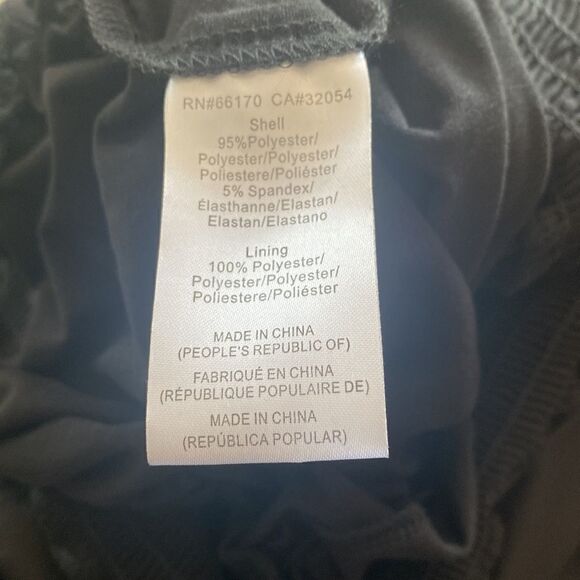 RN#66170 CA#32054
Shell
95%Polyester/
Polyester/Polyester/
Poliestere/Poliéster
5% Spandex/
Élasthanne/Elastan/
Elastan/Elastano
Lining
100% Polyester/
Polyester/Polyester/
Poliestere/Poliéster
MADE IN CHINA
(PEOPLE'S REPUBLIC OF)
FABRIQUÉ EN CHINA
(RÉPUBLIQUE POPULAIRE DE)
MADE IN CHINA
(REPÚBLICA POPULAR)